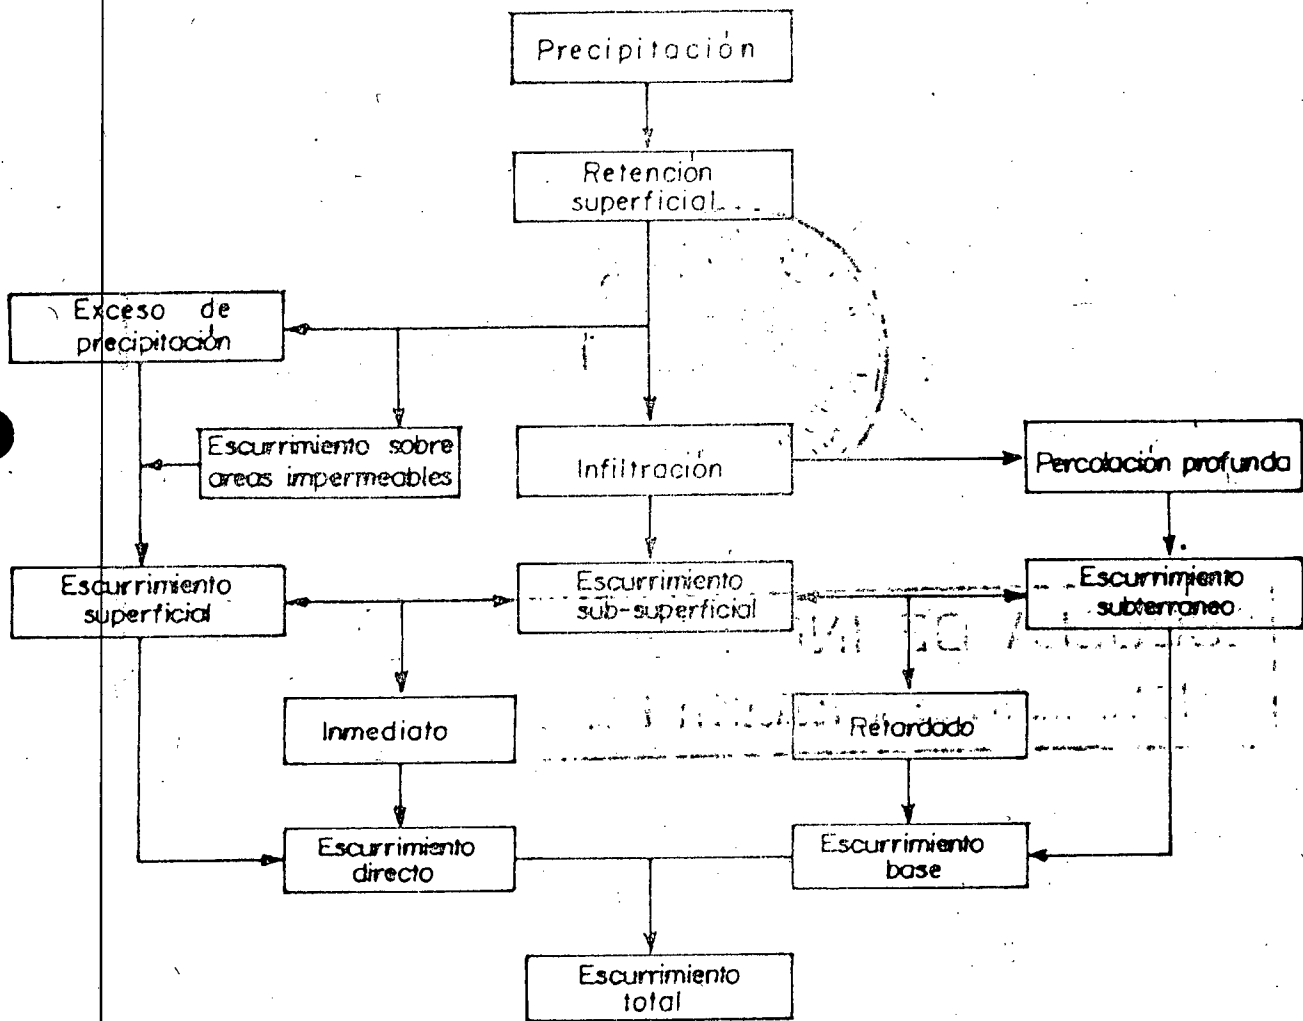 Precipitación
Retención
superficial
Exceso de
precipitación
Escurrimiento sobre
areas impermeables
Infiltración
Percolación profunda
Escurrimiento
superficial
Escurrimiento
sub-superficial
Escurrimiento
subterraneo
Inmediato
Retardado
Escurrimiento
directo
Escurrimiento
base
Escurrimiento
total